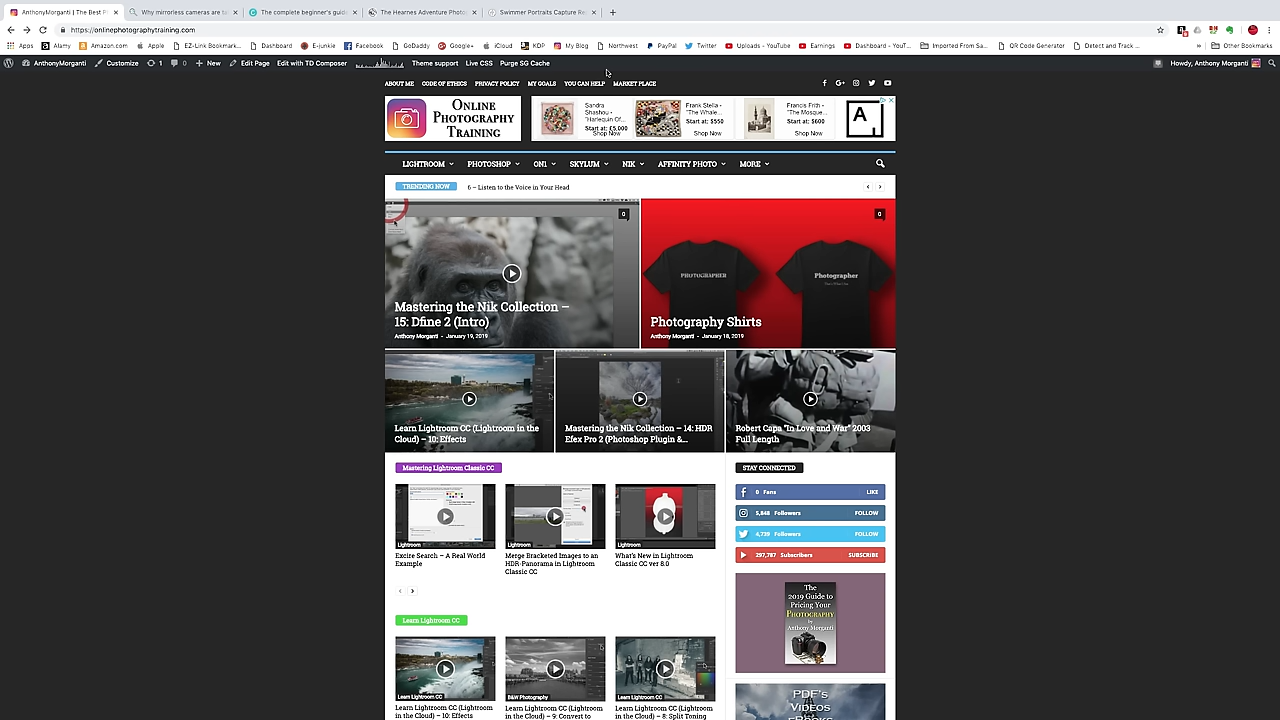 AnthonyMorganti | The Best P
Why mirrorless cameras are ta
The complete beginner's guid
The Hearnes Adventure Photo
Swimmer Portraits Capture Re
https://onlinephotographytraining.com
Apps Alamy Amazon.com Apple EZ-Link Bookmark... Dashboard E-junkie Facebook GoDaddy Google+ iCloud KDP My Blog Northwest PayPal Twitter Uploads - YouTube Earnings Dashboard - YouT... Imported From Sa... QR Code Generator Detect and Track ... Other Bookmarks
AnthonyMorganti Customize 1 0 New Edit Page Edit with TD Composer Theme support Live CSS Purge SG Cache Howdy, Anthony Morganti
ABOUT ME CODE OF ETHICS PRIVACY POLICY MY GOALS YOU CAN HELP MARKET PLACE
Online
Photography
Training
Sandra
Shashou -
"Harlequin Of...
Start at: £5,000
Shop Now
Frank Stella -
"The Whale...
Start at: $550
Shop Now
Francis Frith -
"The Mosque...
Start at: $600
Shop Now
A
LIGHTROOM PHOTOSHOP ON1 SKYLUM NIK AFFINITY PHOTO MORE
TRENDING NOW 6 – Listen to the Voice in Your Head
0
Mastering the Nik Collection –
15: Dfine 2 (Intro)
Anthony Morganti - January 19, 2019
0
PHOTOGRAPHER
Photographer
Photography Shirts
Anthony Morganti - January 18, 2019
Learn Lightroom CC (Lightroom in the
Cloud) – 10: Effects
Mastering the Nik Collection – 14: HDR
Efex Pro 2 (Photoshop Plugin &...
Robert Capa "In Love and War" 2003
Full Length
Mastering Lightroom Classic CC
Lightroom
Excire Search – A Real World
Example
Lightroom
Merge Bracketed Images to an
HDR-Panorama in Lightroom
Classic CC
Lightroom
What's New in Lightroom
Classic CC ver 8.0
Learn Lightroom CC
Learn Lightroom CC
Learn Lightroom CC (Lightroom
in the Cloud) – 10: Effects
B&W Photography
Learn Lightroom CC (Lightroom
in the Cloud) – 9: Convert to
Learn Lightroom CC
Learn Lightroom CC (Lightroom
in the Cloud) – 8: Split Toning
STAY CONNECTED
0 Fans LIKE
5,848 Followers FOLLOW
4,739 Followers FOLLOW
297,787 Subscribers SUBSCRIBE
The
2019 Guide to
Pricing Your
Photography
by
Anthony Morganti
PDF's
Videos
eBooks